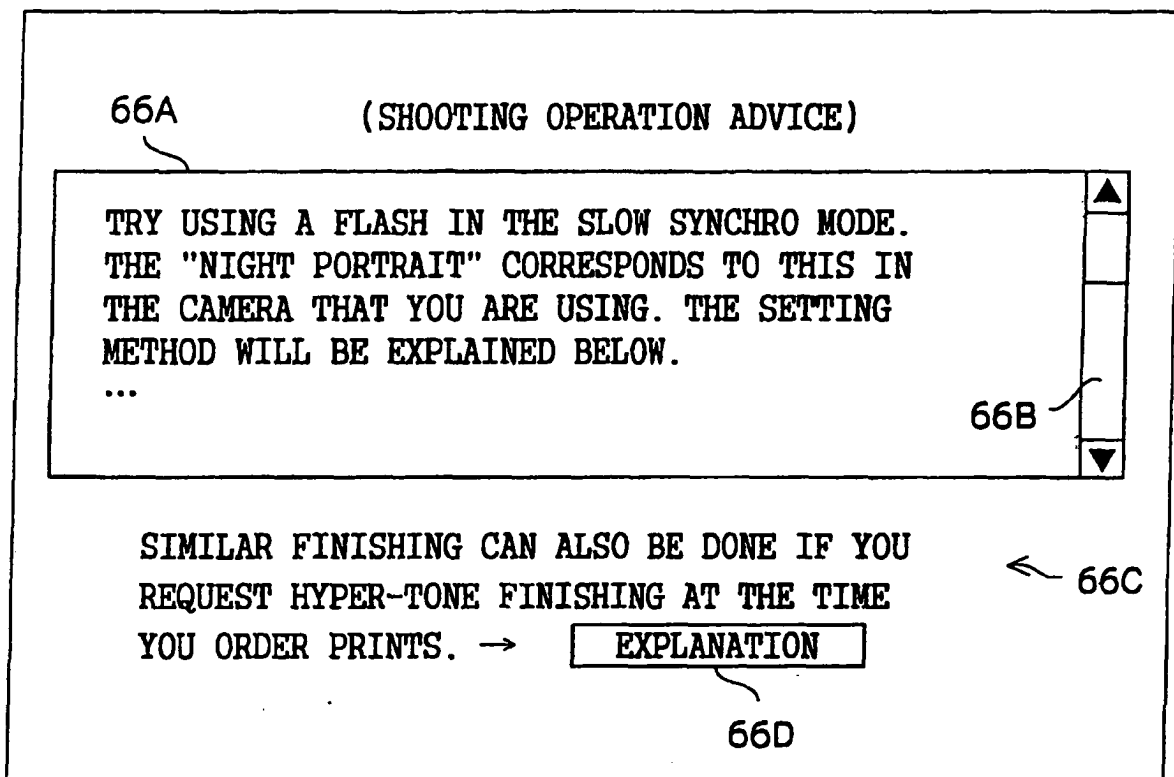 66A
(SHOOTING OPERATION ADVICE)
TRY USING A FLASH IN THE SLOW SYNCHRO MODE.
THE "NIGHT PORTRAIT" CORRESPONDS TO THIS IN
THE CAMERA THAT YOU ARE USING. THE SETTING
METHOD WILL BE EXPLAINED BELOW.
...
66B
SIMILAR FINISHING CAN ALSO BE DONE IF YOU
REQUEST HYPER-TONE FINISHING AT THE TIME
YOU ORDER PRINTS. → EXPLANATION
66C
66D